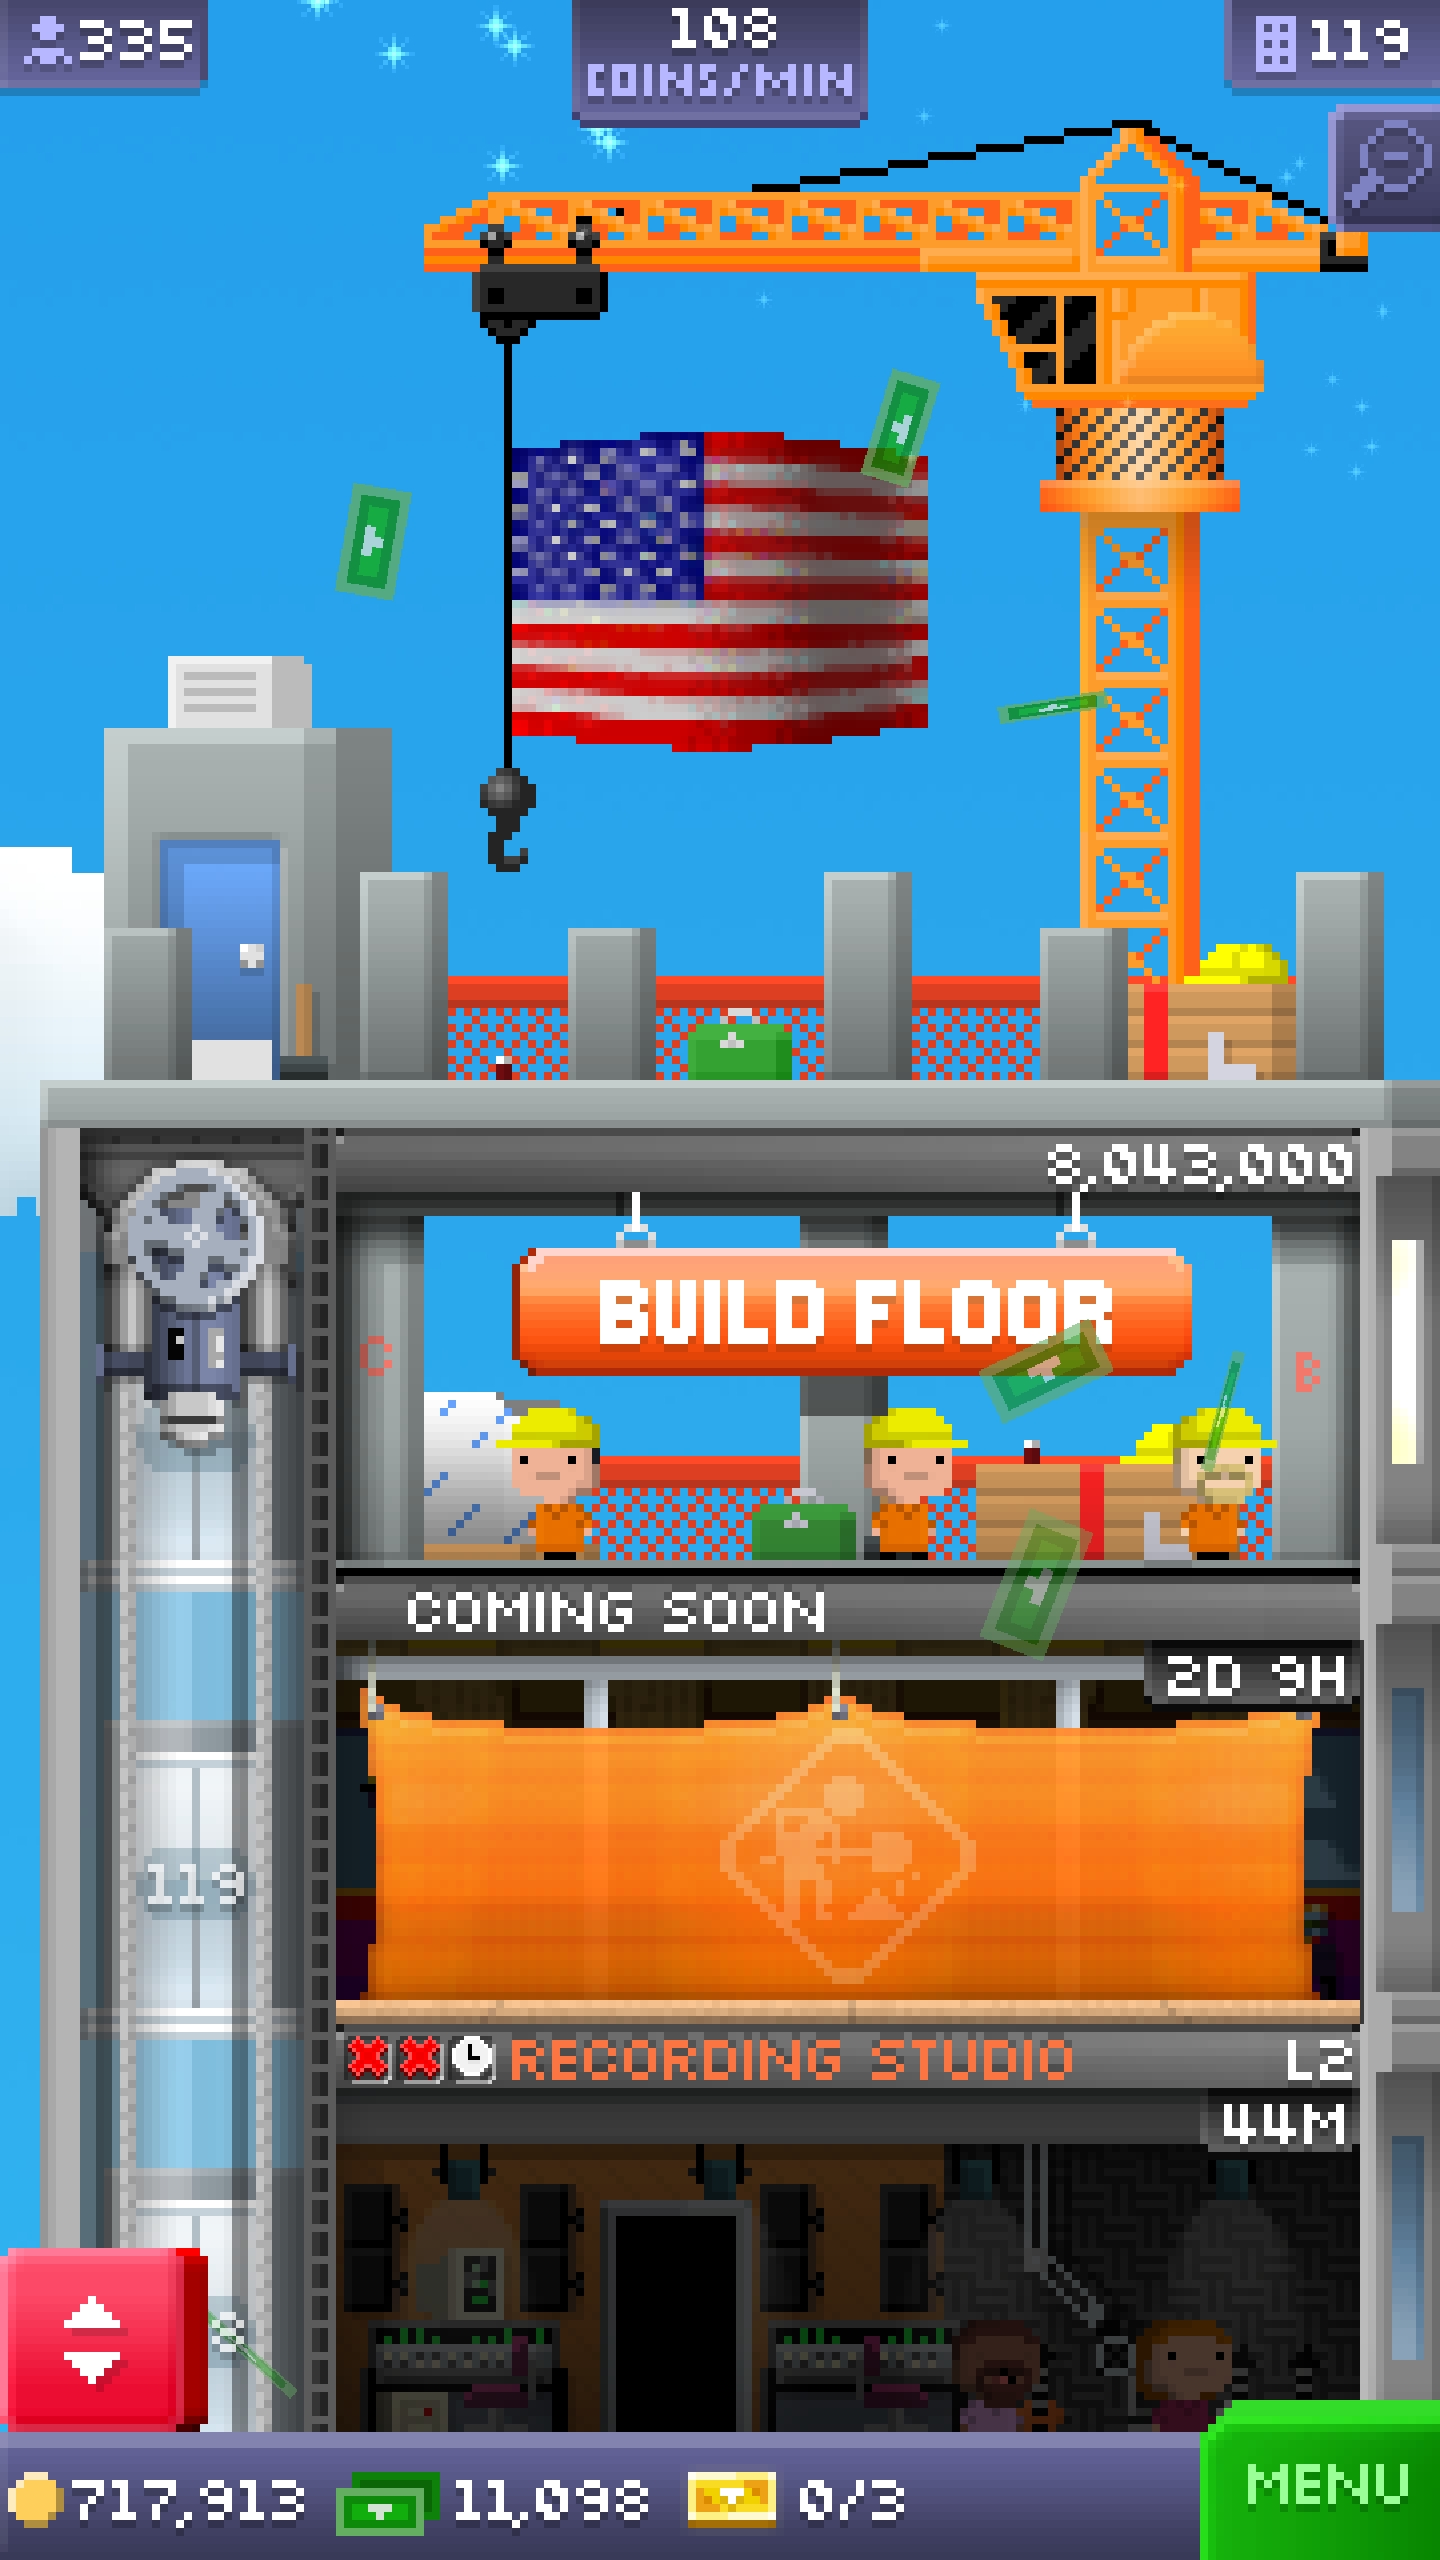 335
108
COINS/MIN
119
8,043,000
BUILD FLOOR
C
B
COMING SOON
2D 9H
119
RECORDING STUDIO
L2
44M
717,913
11,098
0/3
MENU